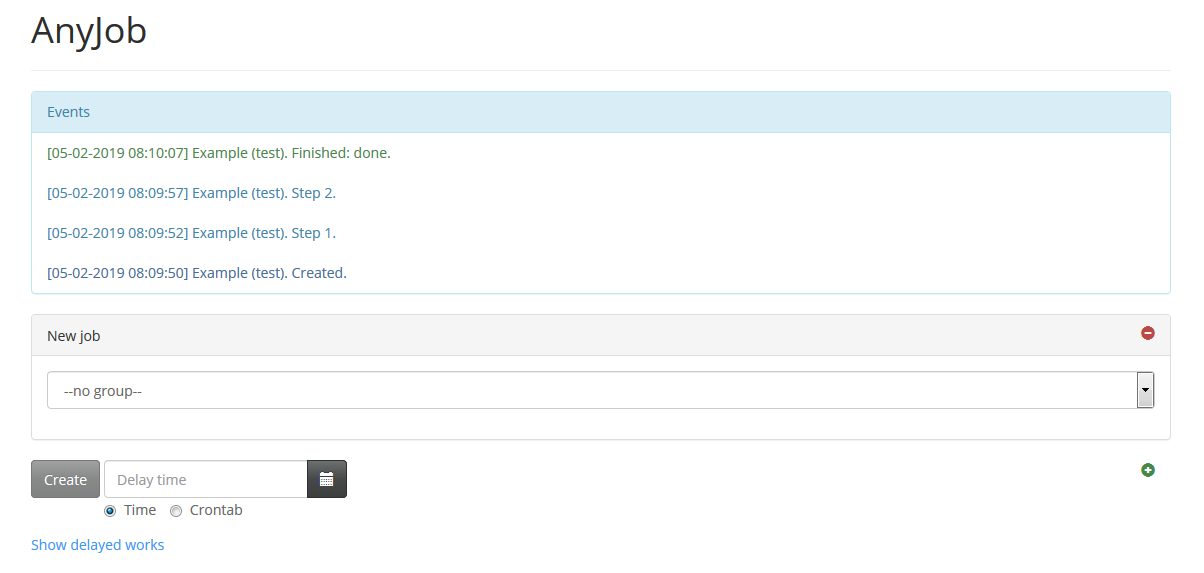 AnyJob
Events
[05-02-2019 08:10:07] Example (test). Finished: done.
[05-02-2019 08:09:57] Example (test). Step 2.
[05-02-2019 08:09:52] Example (test). Step 1.
[05-02-2019 08:09:50] Example (test). Created.
New job
--no group--
Create Delay time
Time Crontab
Show delayed works